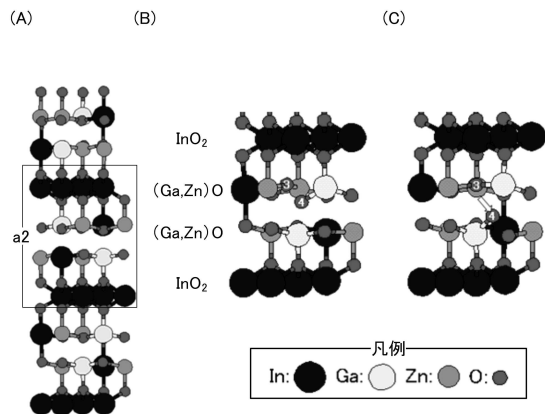 (A)
(B)
(C)
a2
InO2
(Ga,Zn)O
(Ga,Zn)O
InO2
3
4
3
4
凡例
In: Ga: Zn: O: